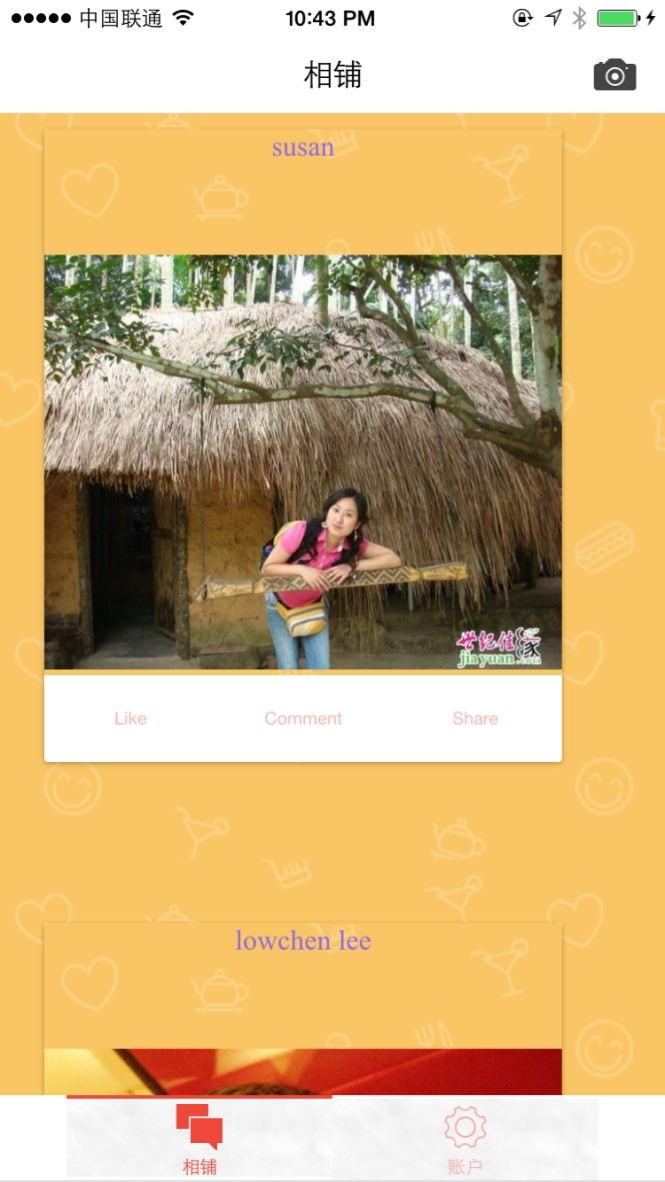 中国联通
10:43 PM
相铺
susan
世纪佳缘
jiayuan.com
Like
Comment
Share
lowchen lee
相铺
账户